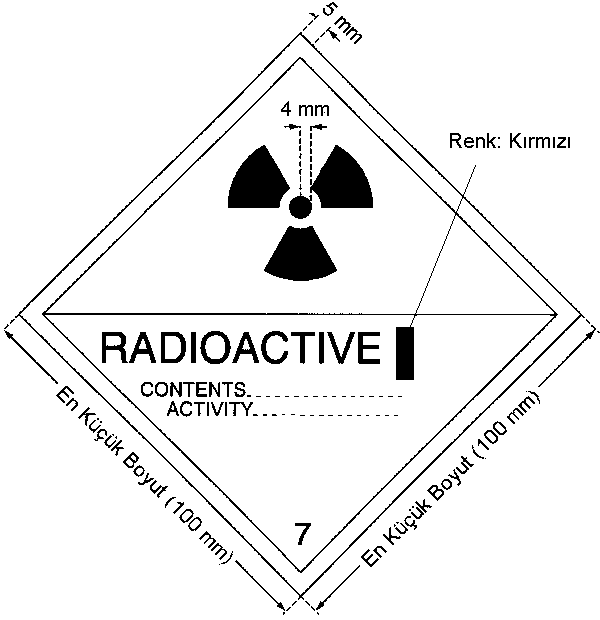 5 mm
4 mm
Renk: Kırmızı
RADIOACTIVE I
CONTENTS
ACTIVITY
En Küçük Boyut (100 mm)
En Küçük Boyut (100 mm)
7